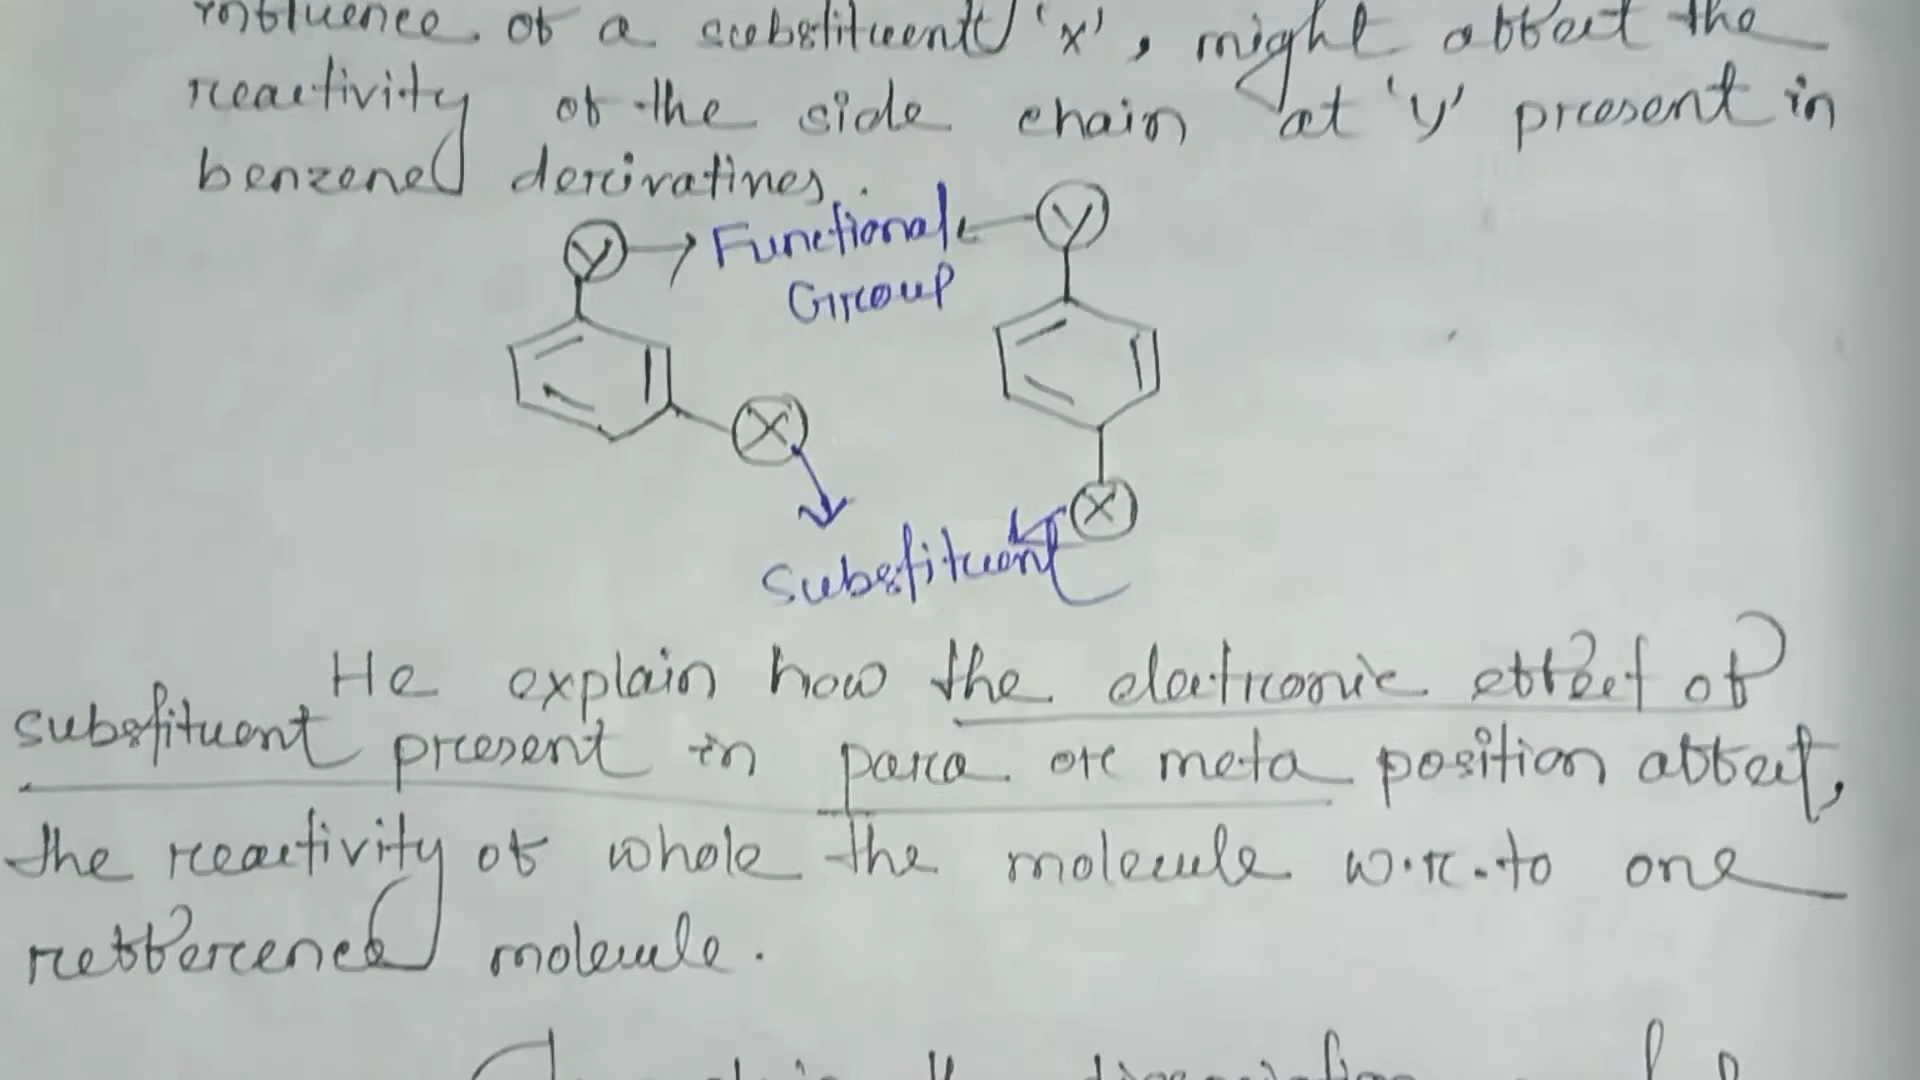 influence of a substituent 'x', might affect the
reactivity of the side chain at 'y' present in
benzene derivatives.
Y → Functional ← Y
Group
X
X
Substituent
He explain how the electronic effect of
substituent present in para or meta position affect,
the reactivity of whole the molecule w.r.to one
refference molecule.